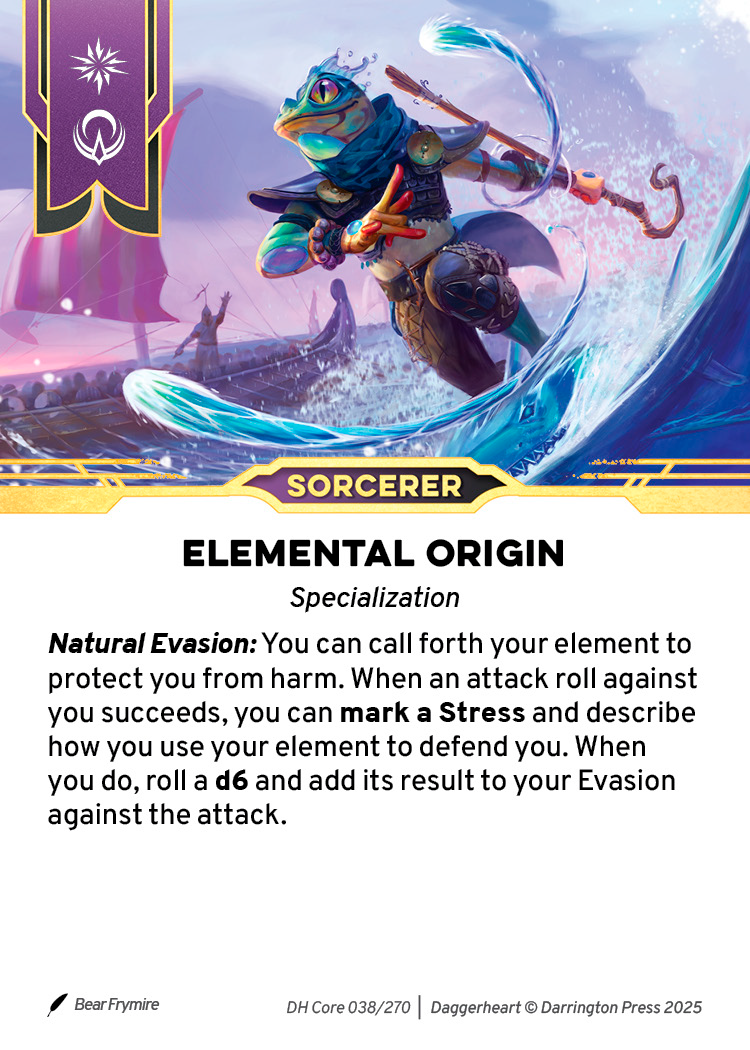 SORCERER
ELEMENTAL ORIGIN
Specialization
Natural Evasion: You can call forth your element to
protect you from harm. When an attack roll against
you succeeds, you can mark a Stress and describe
how you use your element to defend you. When
you do, roll a d6 and add its result to your Evasion
against the attack.
Bear Frymire
DH Core 038/270 | Daggerheart © Darrington Press 2025